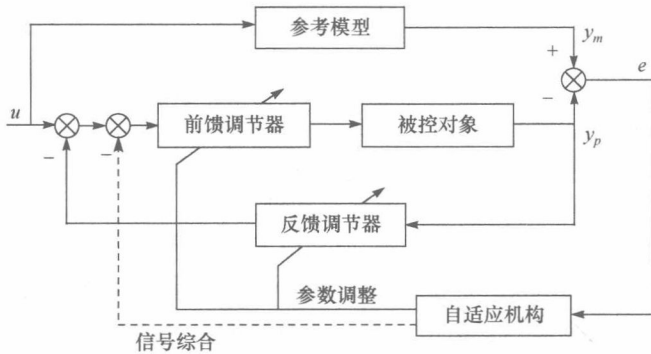 参考模型
y_m
+
e
u
前馈调节器
被控对象
−
−
−
y_p
反馈调节器
参数调整
自适应机构
信号综合